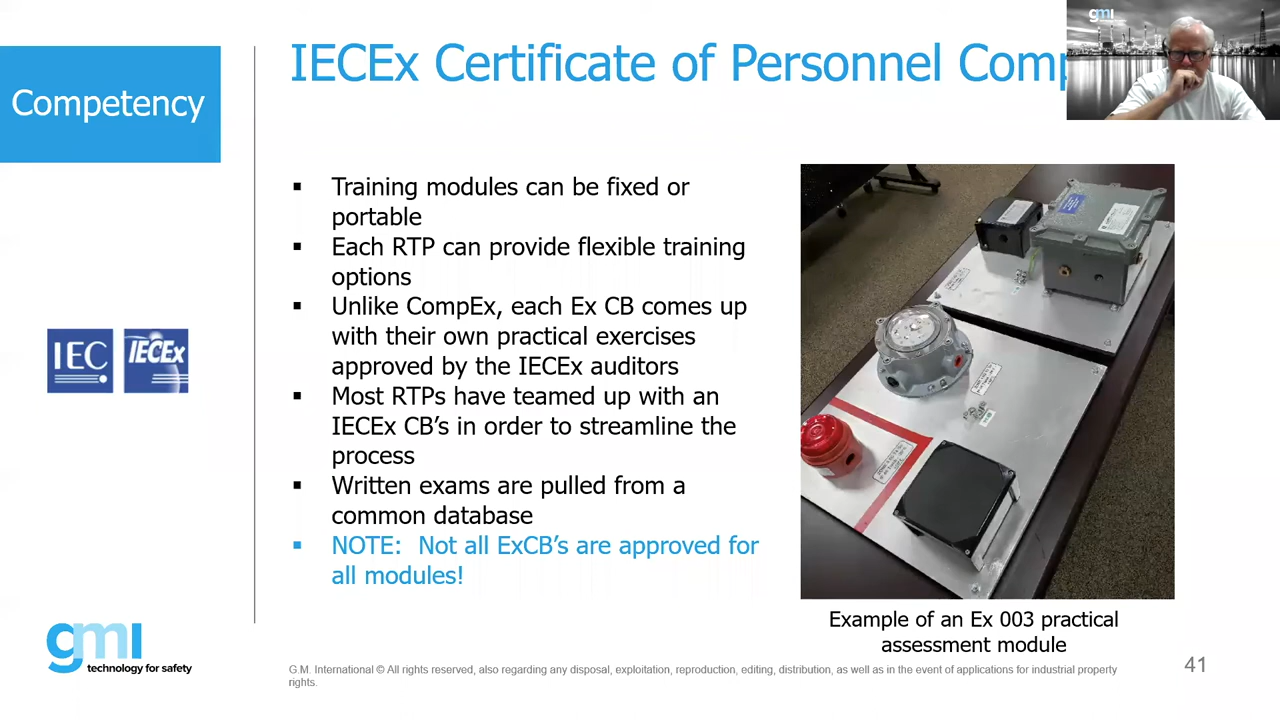 gmi
IECEx Certificate of Personnel Comp
Competency
▪ Training modules can be fixed or
portable
▪ Each RTP can provide flexible training
options
▪ Unlike CompEx, each Ex CB comes up
with their own practical exercises
approved by the IECEx auditors
▪ Most RTPs have teamed up with an
IECEx CB's in order to streamline the
process
▪ Written exams are pulled from a
common database
▪ NOTE: Not all ExCB's are approved for
all modules!
IEC
IECEx
Example of an Ex 003 practical
assessment module
gmi
technology for safety
G.M. International © All rights reserved, also regarding any disposal, exploitation, reproduction, editing, distribution, as well as in the event of applications for industrial property
rights.
41